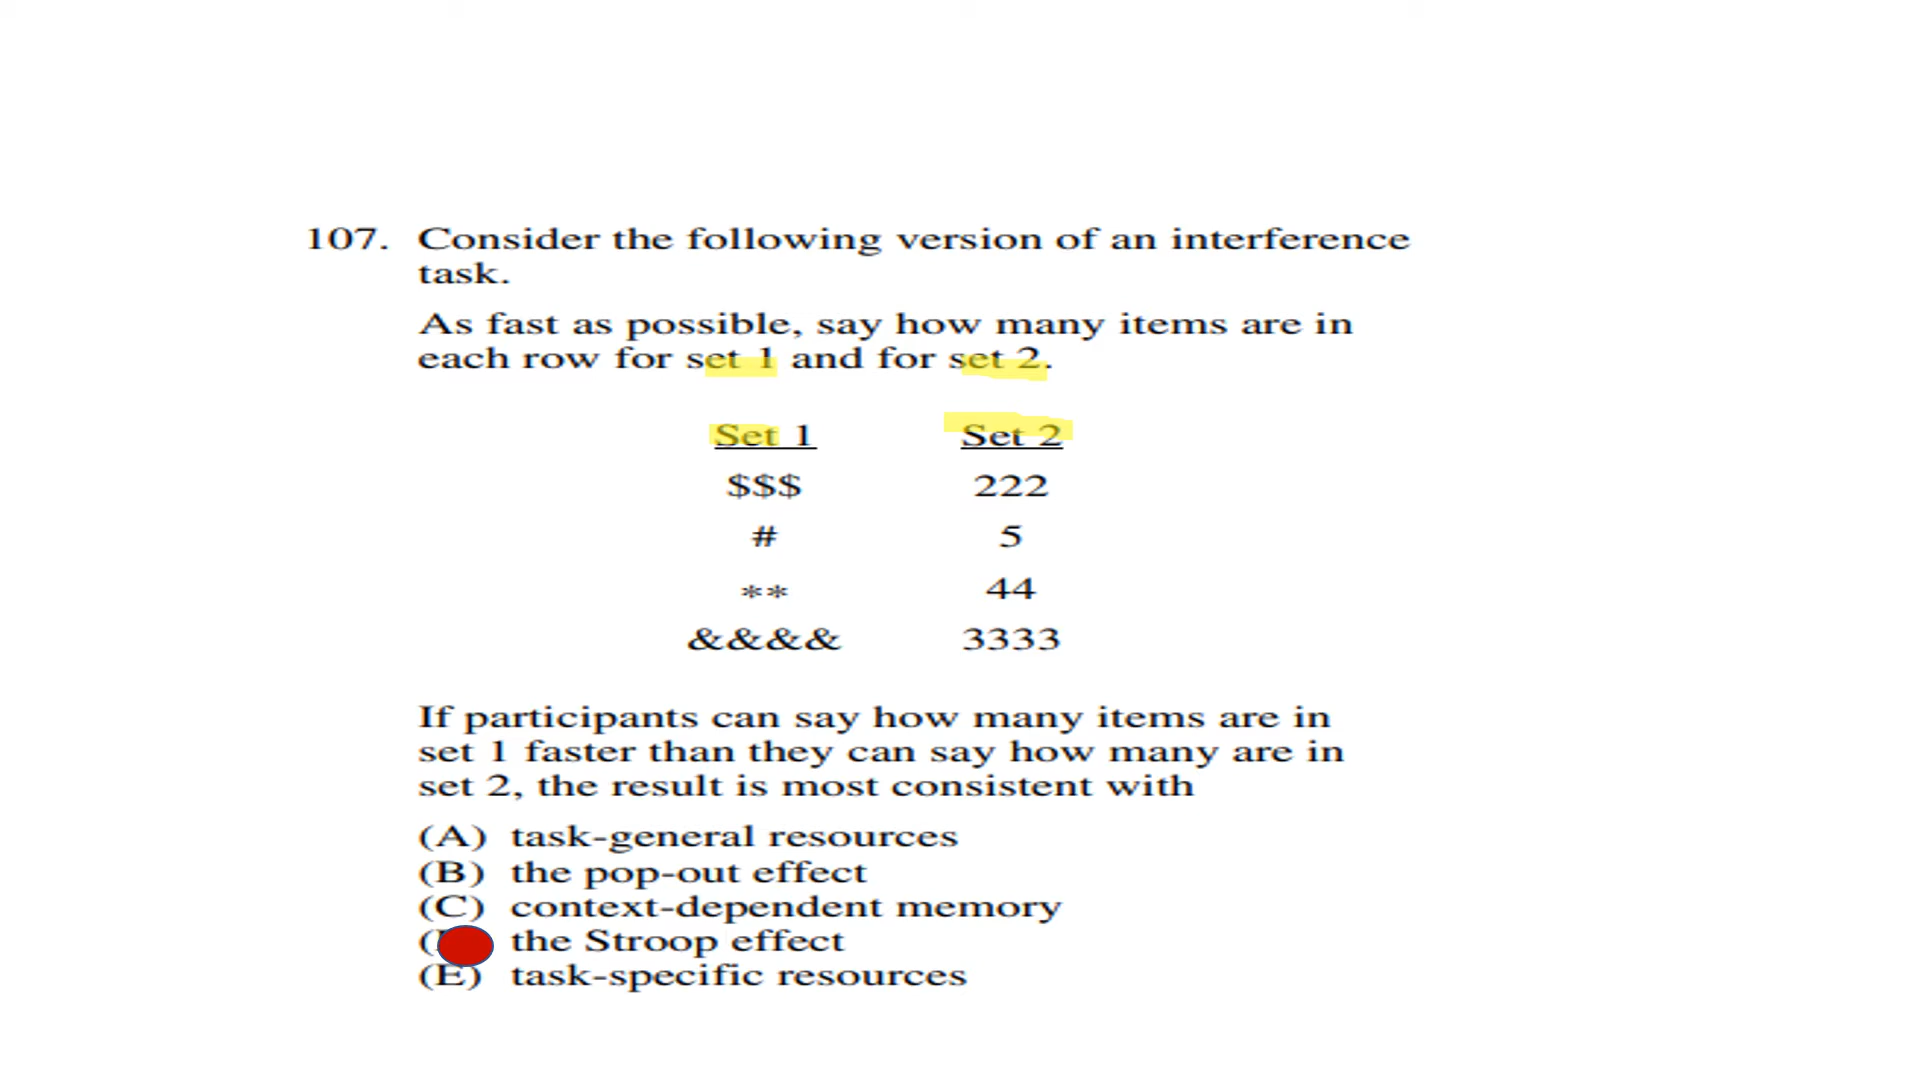 107. Consider the following version of an interference
task.
As fast as possible, say how many items are in
each row for set 1 and for set 2.
Set 1 Set 2
$$$ 222
# 5
** 44
&&&& 3333
If participants can say how many items are in
set 1 faster than they can say how many are in
set 2, the result is most consistent with
(A) task-general resources
(B) the pop-out effect
(C) context-dependent memory
the Stroop effect
(E) task-specific resources